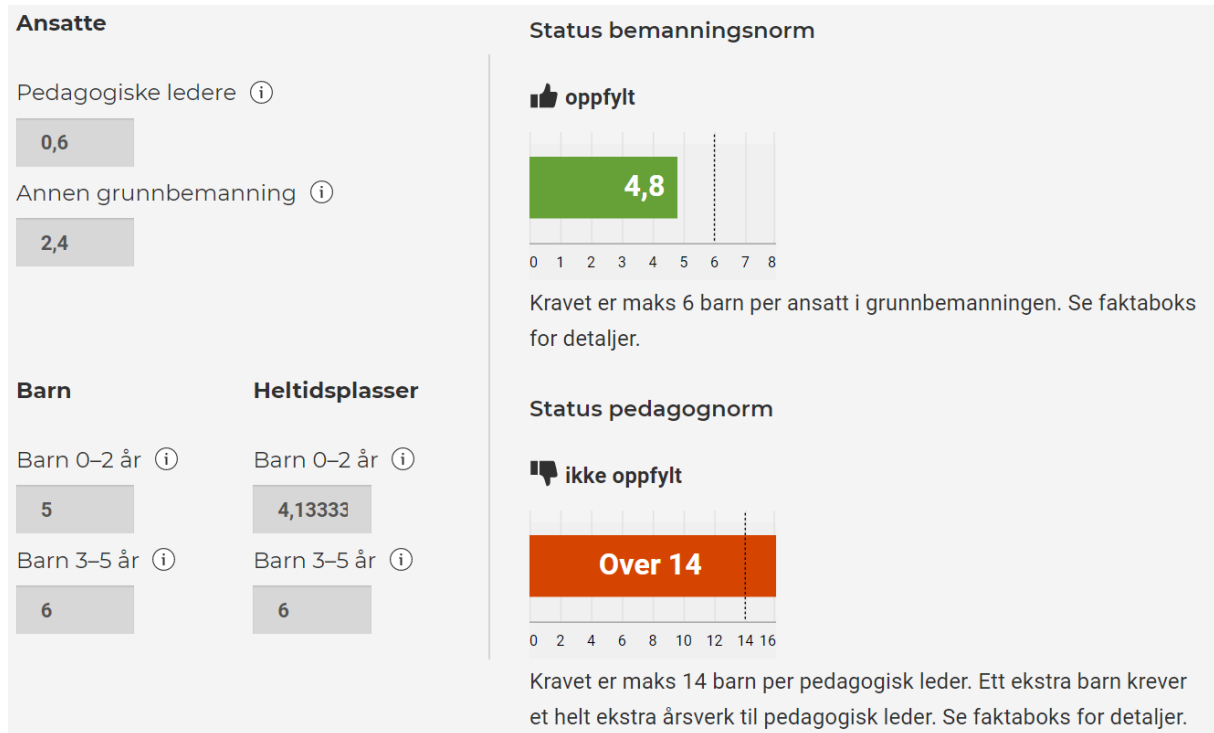 Ansatte
Pedagogiske ledere
0,6
Annen grunnbemanning
2,4
Barn
Heltidsplasser
Barn 0–2 år
Barn 0–2 år
5
4,13333
Barn 3–5 år
Barn 3–5 år
6
6
Status bemanningsnorm
oppfylt
4,8
0 1 2 3 4 5 6 7 8
Kravet er maks 6 barn per ansatt i grunnbemanningen. Se faktaboks
for detaljer.
Status pedagognorm
ikke oppfylt
Over 14
0 2 4 6 8 10 12 14 16
Kravet er maks 14 barn per pedagogisk leder. Ett ekstra barn krever
et helt ekstra årsverk til pedagogisk leder. Se faktaboks for detaljer.